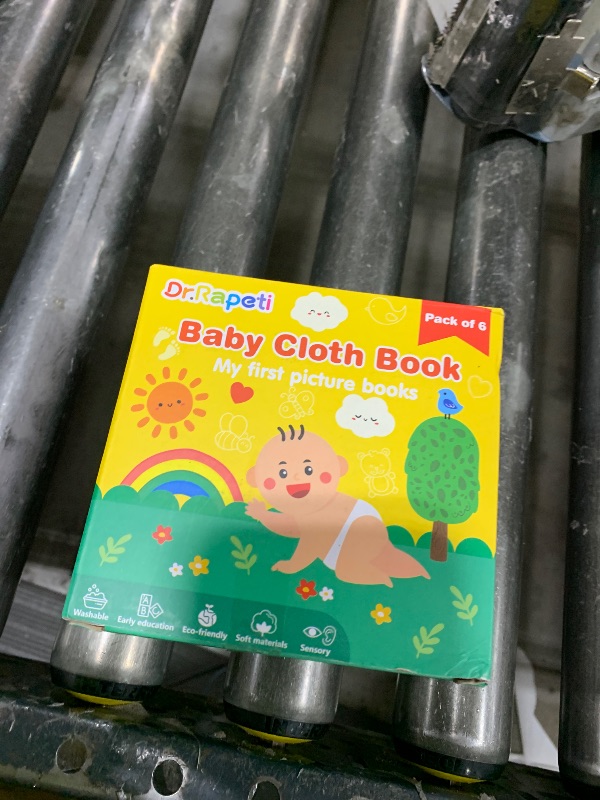 Dr.Rapeti
Pack of 6
Baby Cloth Book
My first picture books
A
B
C
Washable
Early education
Eco-friendly
Soft materials
Sensory